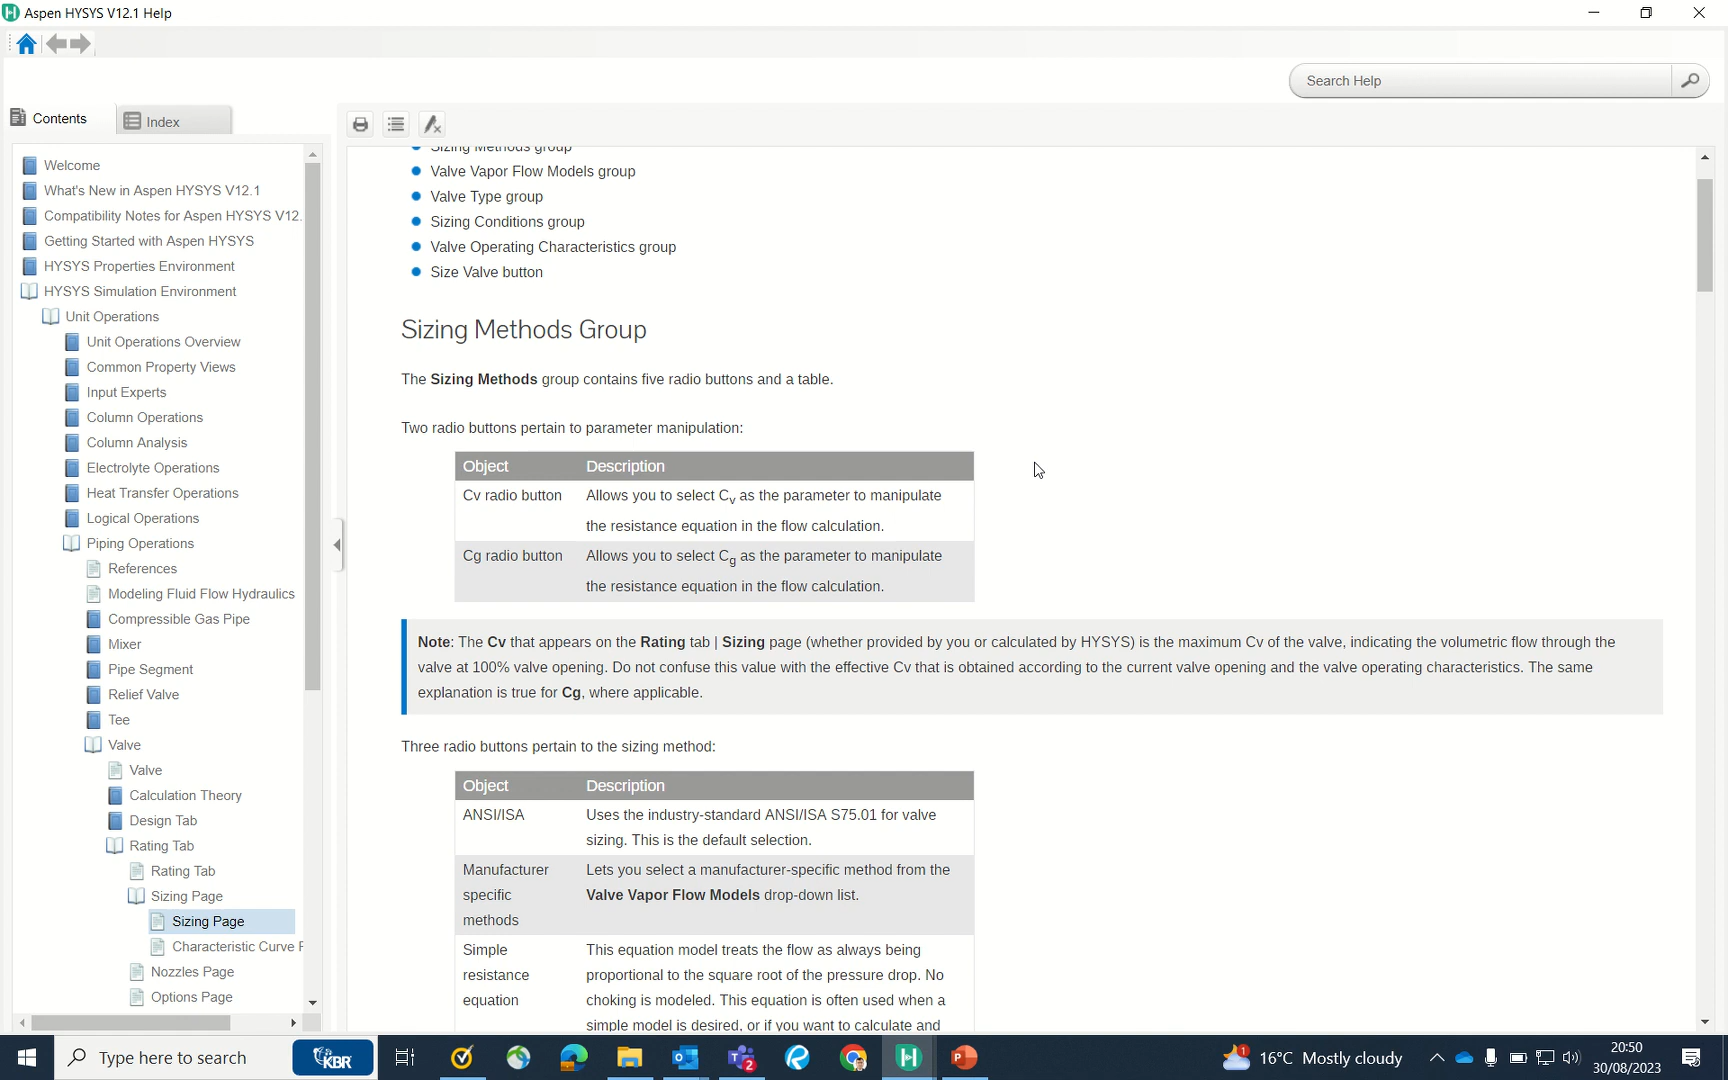 Aspen HYSYS V12.1 Help
Search Help
Contents
Index
Welcome
What's New in Aspen HYSYS V12.1
Compatibility Notes for Aspen HYSYS V12.
Getting Started with Aspen HYSYS
HYSYS Properties Environment
HYSYS Simulation Environment
Unit Operations
Unit Operations Overview
Common Property Views
Input Experts
Column Operations
Column Analysis
Electrolyte Operations
Heat Transfer Operations
Logical Operations
Piping Operations
References
Modeling Fluid Flow Hydraulics
Compressible Gas Pipe
Mixer
Pipe Segment
Relief Valve
Tee
Valve
Valve
Calculation Theory
Design Tab
Rating Tab
Rating Tab
Sizing Page
Sizing Page
Characteristic Curve F
Nozzles Page
Options Page
Sizing Methods group
Valve Vapor Flow Models group
Valve Type group
Sizing Conditions group
Valve Operating Characteristics group
Size Valve button
Sizing Methods Group
The Sizing Methods group contains five radio buttons and a table.
Two radio buttons pertain to parameter manipulation:
Object Description
Cv radio button Allows you to select Cv as the parameter to manipulate
the resistance equation in the flow calculation.
Cg radio button Allows you to select Cg as the parameter to manipulate
the resistance equation in the flow calculation.
Note: The Cv that appears on the Rating tab | Sizing page (whether provided by you or calculated by HYSYS) is the maximum Cv of the valve, indicating the volumetric flow through the
valve at 100% valve opening. Do not confuse this value with the effective Cv that is obtained according to the current valve opening and the valve operating characteristics. The same
explanation is true for Cg, where applicable.
Three radio buttons pertain to the sizing method:
Object Description
ANSI/ISA Uses the industry-standard ANSI/ISA S75.01 for valve
sizing. This is the default selection.
Manufacturer Lets you select a manufacturer-specific method from the
specific Valve Vapor Flow Models drop-down list.
methods
Simple This equation model treats the flow as always being
resistance proportional to the square root of the pressure drop. No
equation choking is modeled. This equation is often used when a
simple model is desired, or if you want to calculate and
Type here to search
KBR
2
1
16°C Mostly cloudy
20:50
30/08/2023